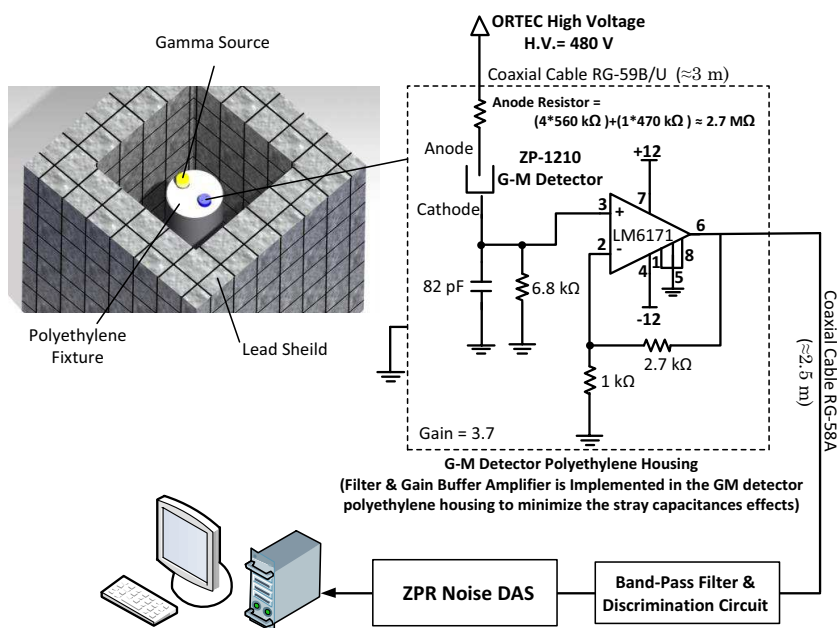 ORTEC High Voltage
H.V.= 480 V
Gamma Source
Coaxial Cable RG-59B/U (≈3 m)
Anode Resistor =
(4*560 kΩ)+(1*470 kΩ) ≈ 2.7 MΩ
Anode
ZP-1210
G-M Detector
Cathode
+12
7
3
+
6
LM6171
2
-
1
8
4
5
-12
82 pF
6.8 kΩ
2.7 kΩ
1 kΩ
Gain = 3.7
Polyethylene
Fixture
Lead Sheild
Coaxial Cable RG-58A
(≈2.5 m)
G-M Detector Polyethylene Housing
(Filter & Gain Buffer Amplifier is Implemented in the GM detector
polyethylene housing to minimize the stray capacitances effects)
ZPR Noise DAS
Band-Pass Filter &
Discrimination Circuit